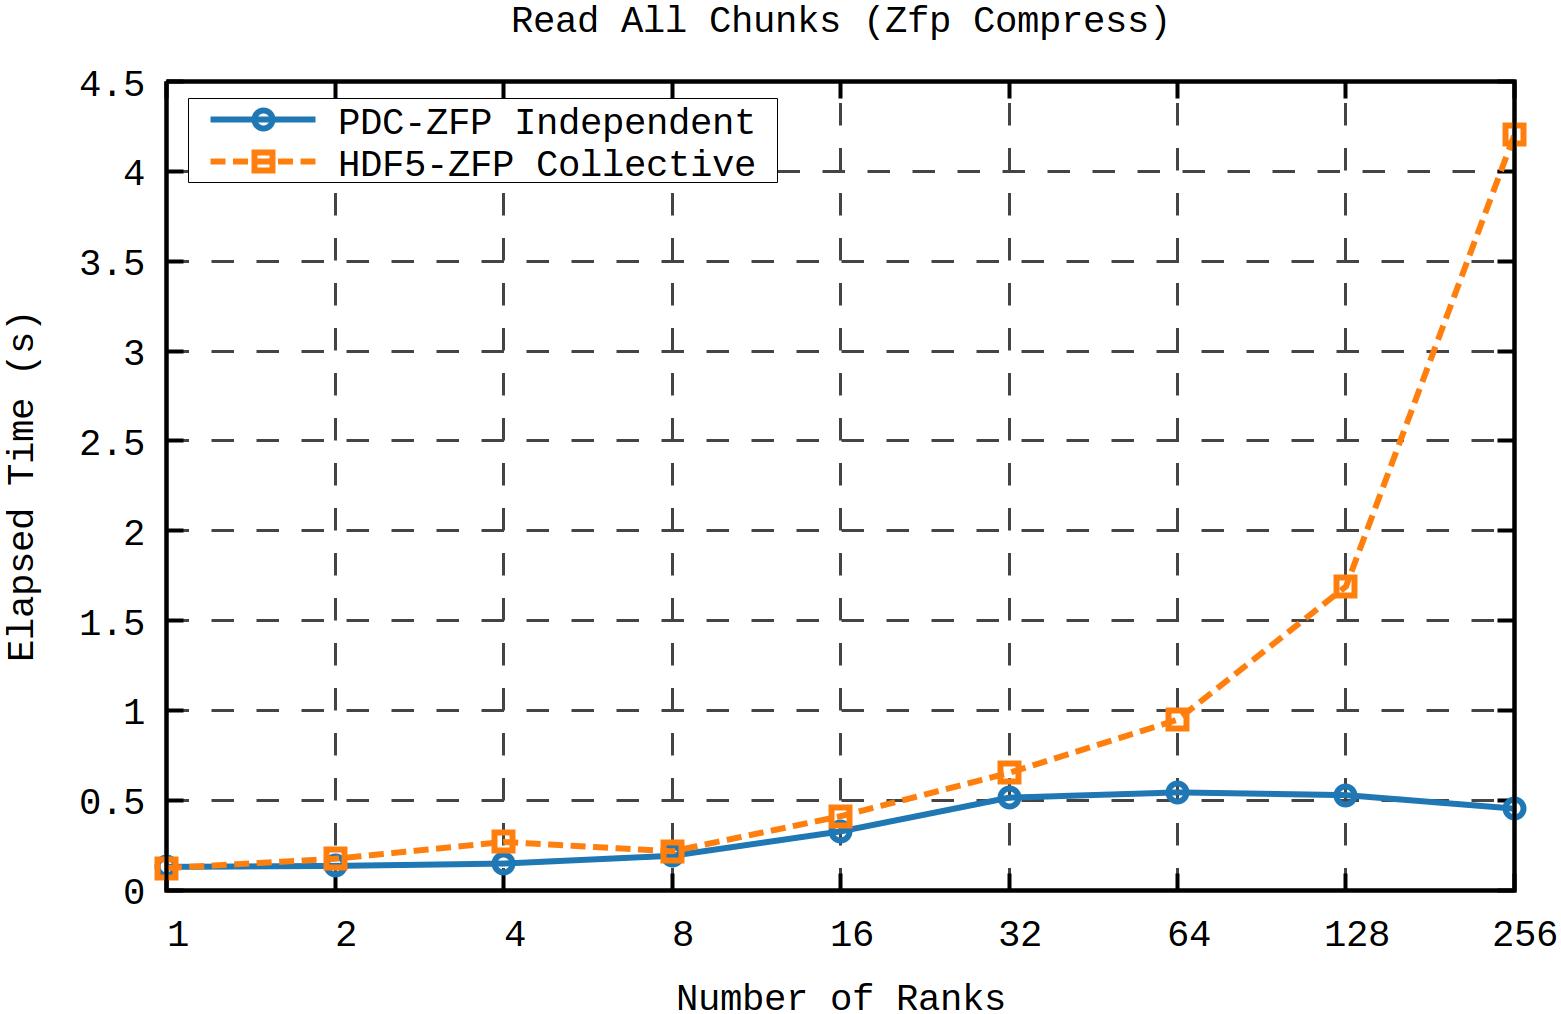 Read All Chunks (Zfp Compress)
PDC-ZFP Independent
HDF5-ZFP Collective
4.5
4
3.5
3
2.5
2
1.5
1
0.5
0
Elapsed Time (s)
1 2 4 8 16 32 64 128 256
Number of Ranks